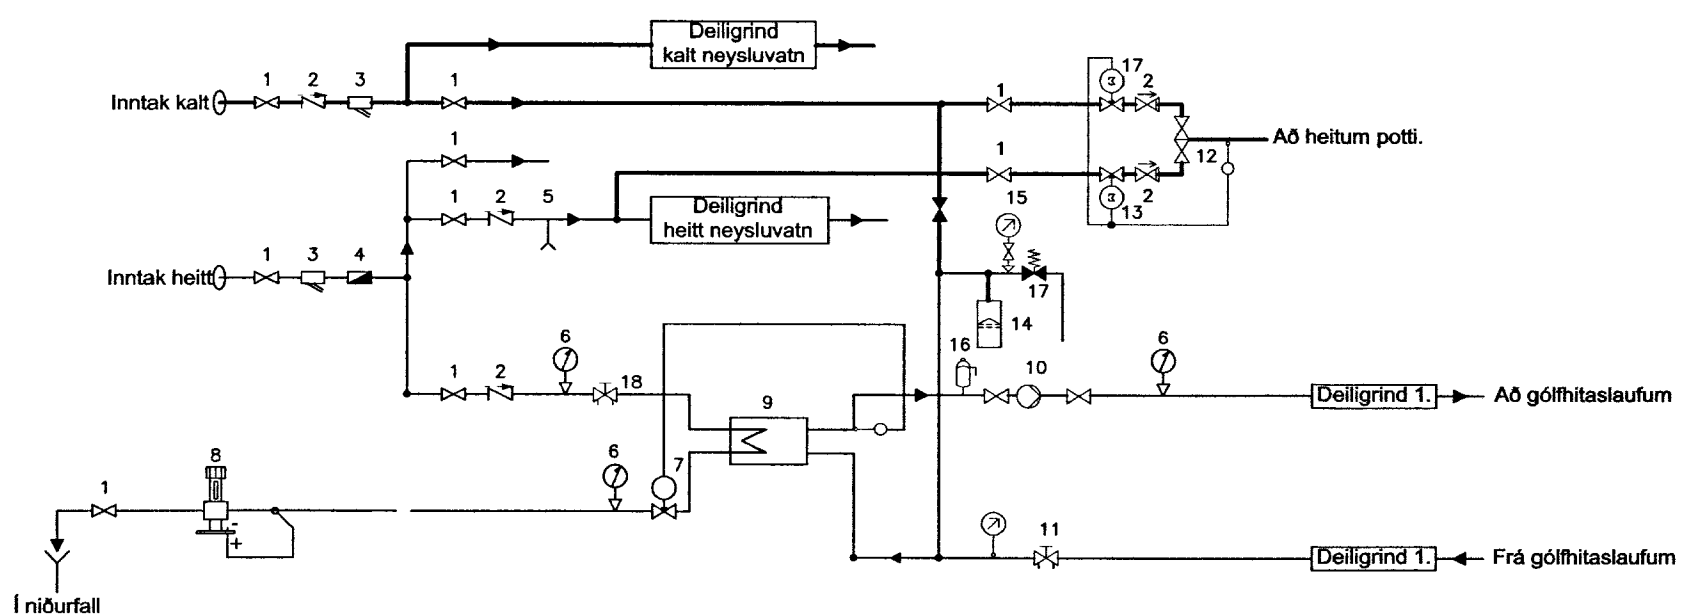 Deiligrind
kalt neysluvatn
1 2 3 1 1 17 2
Inntak kalt
Að heitum potti.
1 1 12
1 2 5 15 13 2
Deiligrind
heitt neysluvatn
1 3 4
Inntak heitt
17
14
6 16 10 6
1 2 18
9
Deiligrind 1. Að gólfhitaslaufum
8 6 7
1
- 
+
11
Deiligrind 1. Frá gólfhitaslaufum
Í niðurfall